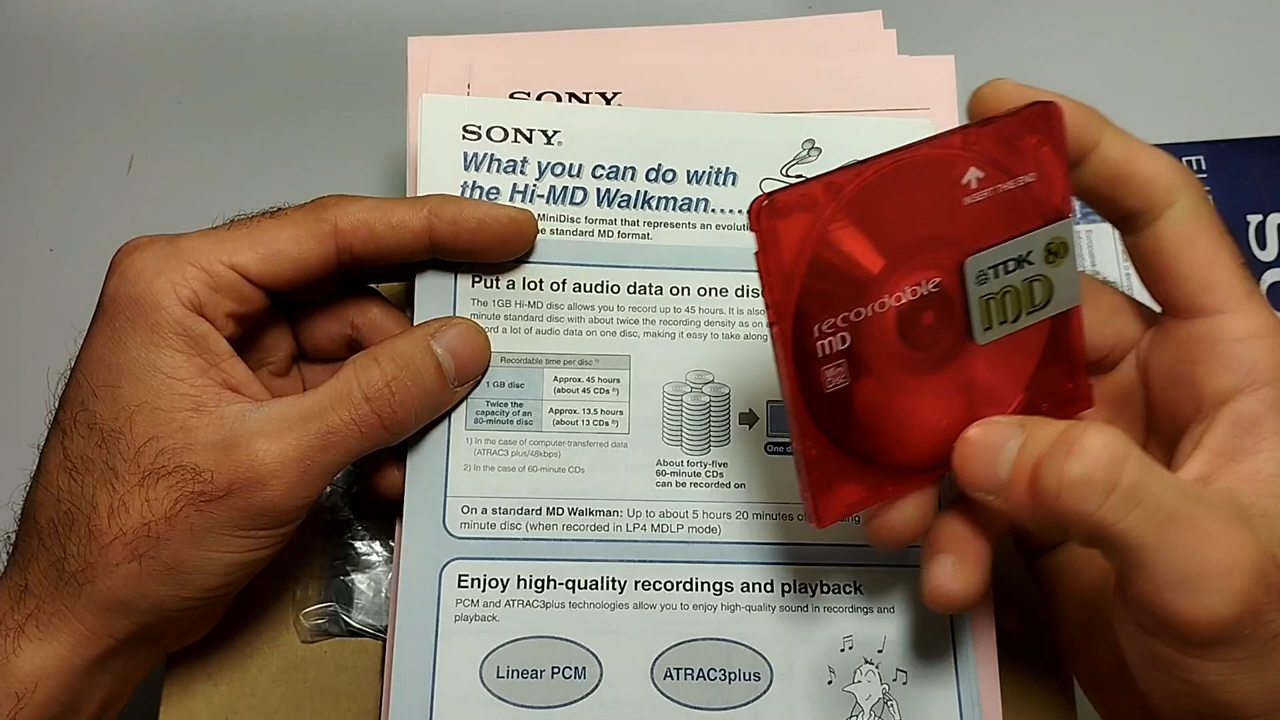 SONY
SONY
What you can do with
the Hi-MD Walkman.....
MiniDisc format that represents an
standard MD format.
Put a lot of audio data on one
The 1GB Hi-MD disc allows you to record up to 45 hours. It is also
minute standard disc with about twice the recording density as on
a lot of audio data on one disc, making it easy to take along
Recordable time per disc 1)
1 GB disc
Approx. 45 hours
(about 45 CDs 2))
Twice the
capacity of an
80-minute disc
Approx. 13.5 hours
(about 13 CDs 2))
1) In the case of computer-transferred data
(ATRAC3 plus/48kbps)
2) In the case of 60-minute CDs
About forty-five
60-minute CDs
can be recorded on
One
On a standard MD Walkman: Up to about 5 hours 20 minutes
minute disc (when recorded in LP4 MDLP mode)
Enjoy high-quality recordings and playback
PCM and ATRAC3plus technologies allow you to enjoy high-quality sound in recordings and
playback.
Linear PCM
ATRAC3plus
INSERT THIS END
TDK 80
MD
recordable
MD
Mini
Disc